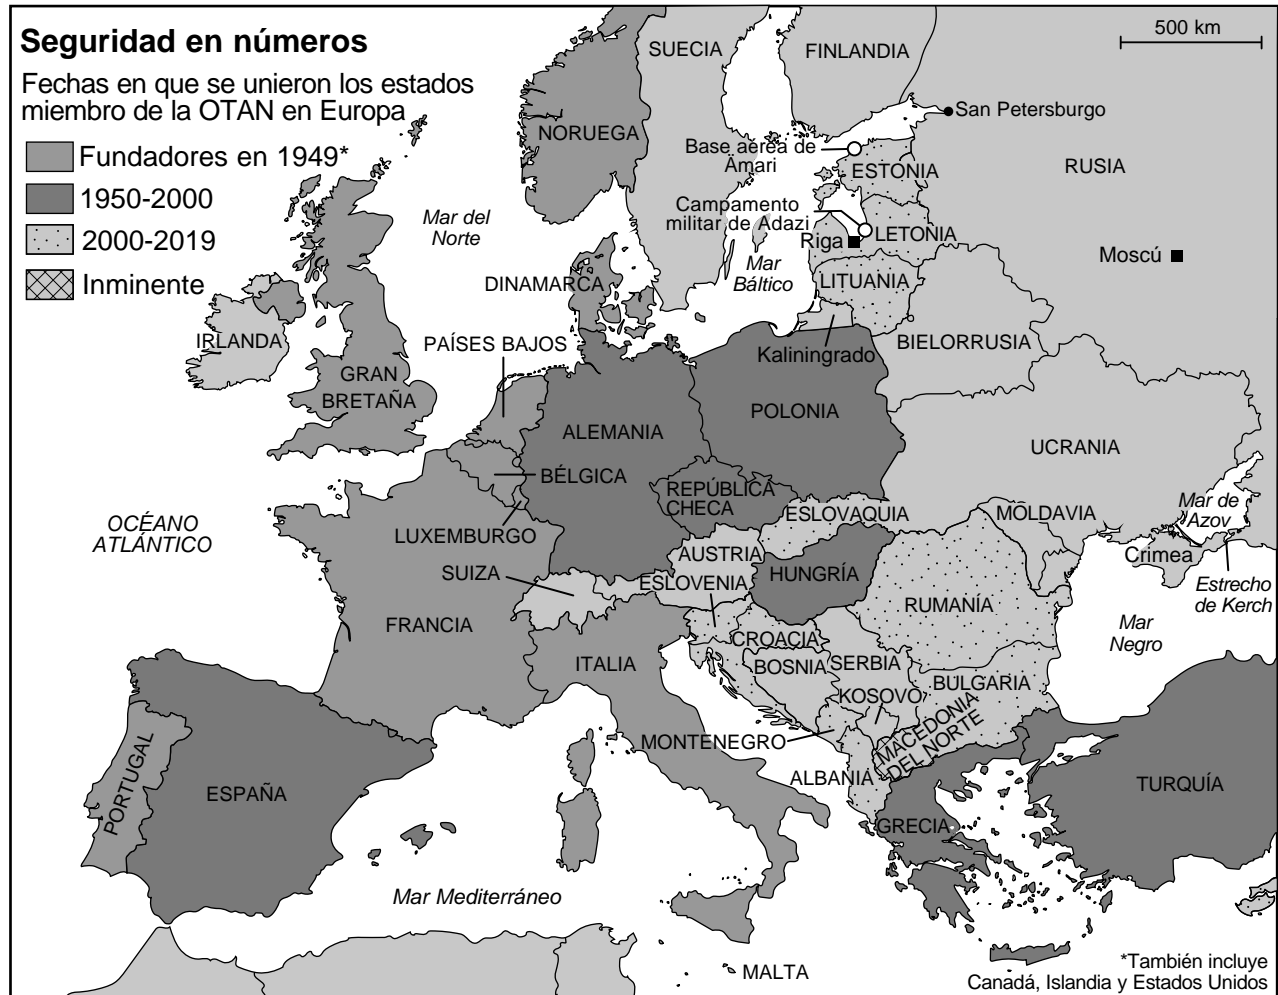 Seguridad en números
Fechas en que se unieron los estados
miembro de la OTAN en Europa
Fundadores en 1949*
1950-2000
2000-2019
Inminente
500 km
SUECIA
FINLANDIA
NORUEGA
San Petersburgo
Base aérea de
Ämari
ESTONIA
RUSIA
Campamento
militar de Adazi
Riga
LETONIA
Moscú
Mar del
Norte
Mar
Báltico
DINAMARCA
LITUANIA
IRLANDA
PAÍSES BAJOS
Kaliningrado
BIELORRUSIA
GRAN
BRETAÑA
POLONIA
ALEMANIA
UCRANIA
BÉLGICA
REPÚBLICA
CHECA
ESLOVAQUIA
MOLDAVIA
Mar de
Azov
OCÉANO
ATLÁNTICO
LUXEMBURGO
AUSTRIA
Crimea
SUIZA
ESLOVENIA
HUNGRÍA
Estrecho
de Kerch
RUMANÍA
FRANCIA
Mar
Negro
ITALIA
CROACIA
BOSNIA
SERBIA
KOSOVO
BULGARIA
MACEDONIA
DEL NORTE
MONTENEGRO
ALBANIA
PORTUGAL
ESPAÑA
TURQUÍA
GRECIA
Mar Mediterráneo
MALTA
*También incluye
Canadá, Islandia y Estados Unidos